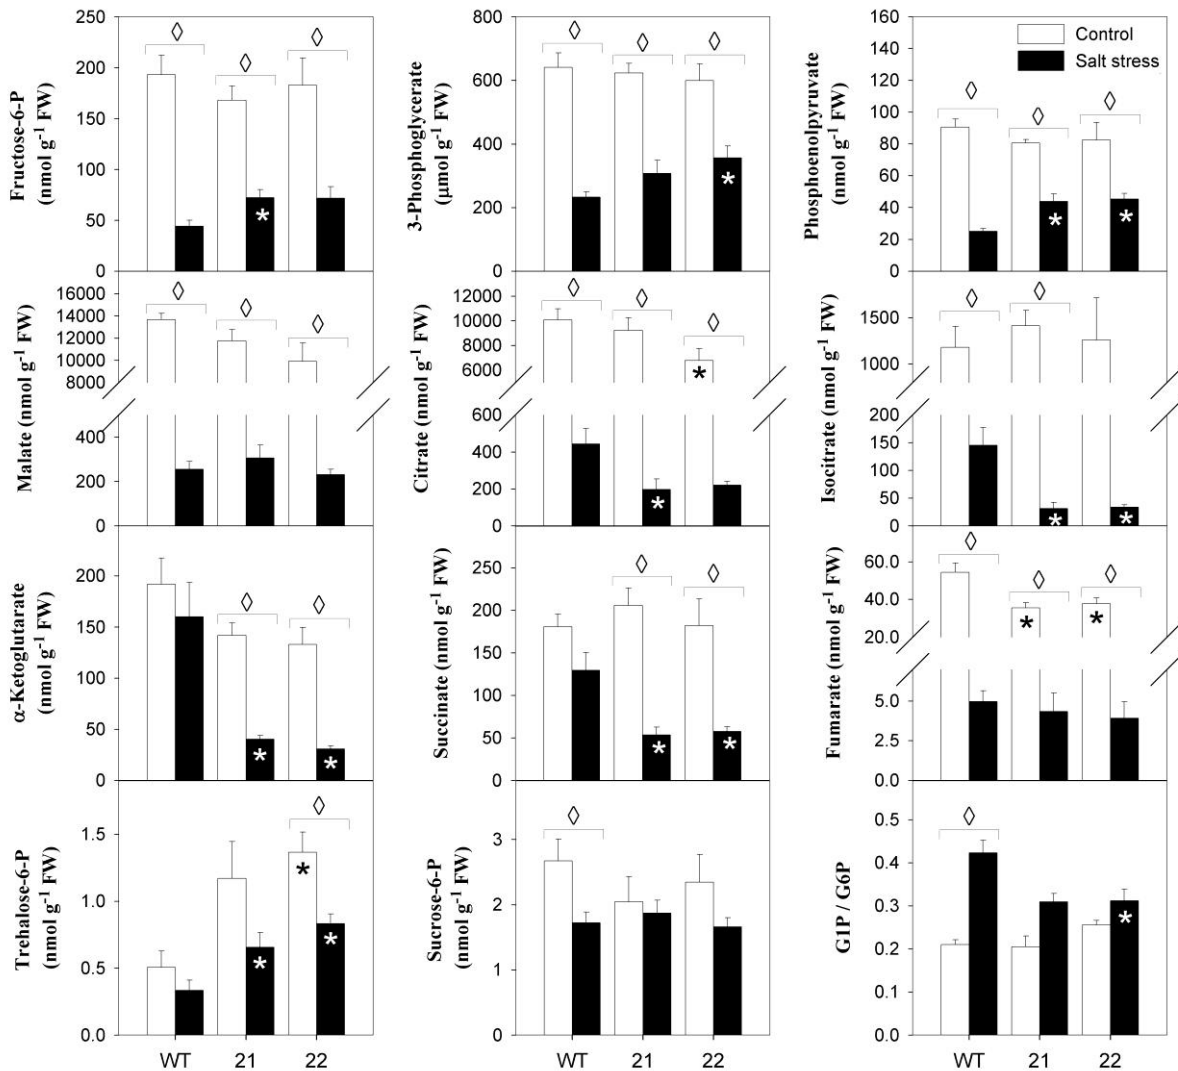 Fructose-6-P
(nmol g-1 FW)
250
200
150
100
50
0
◊ ◊ ◊
*
3-Phosphoglycerate
(µmol g-1 FW)
800
600
400
200
0
◊ ◊ ◊
*
Phosphoenolpyruvate
(nmol g-1 FW)
160
140
120
100
80
60
40
20
0
Control
Salt stress
◊ ◊ ◊
* *
Malate (nmol g-1 FW)
16000
14000
12000
10000
8000
400
200
0
◊ ◊ ◊
Citrate (nmol g-1 FW)
12000
10000
8000
6000
600
400
200
0
◊ ◊ ◊
* *
Isocitrate (nmol g-1 FW)
1500
1000
200
150
100
50
0
◊ ◊
* *
α-Ketoglutarate
(nmol g-1 FW)
200
150
100
50
0
◊ ◊
* *
Succinate (nmol g-1 FW)
250
200
150
100
50
0
◊ ◊
* *
Fumarate (nmol g-1 FW)
60.0
40.0
20.0
5.0
2.5
0.0
◊ ◊ ◊
* *
Trehalose-6-P
(nmol g-1 FW)
1.5
1.0
0.5
0.0
◊
* * *
WT 21 22
Sucrose-6-P
(nmol g-1 FW)
3
2
1
0
◊
WT 21 22
G1P / G6P
0.5
0.4
0.3
0.2
0.1
0.0
◊
*
WT 21 22